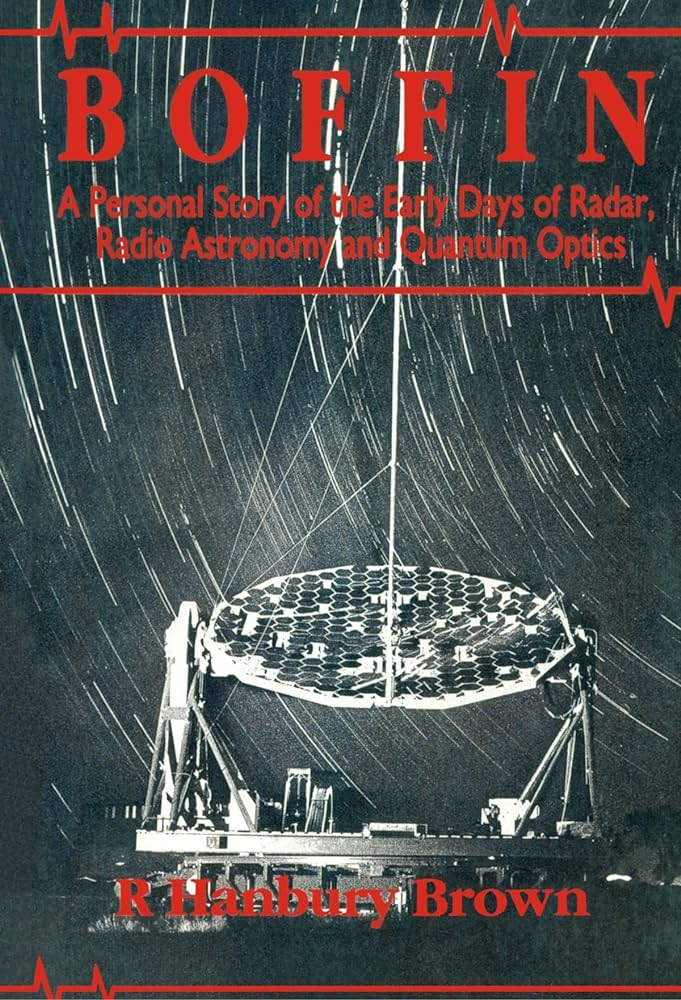 BOFFIN
A Personal Story of the Early Days of Radar,
Radio Astronomy and Quantum Optics
R Hanbury Brown